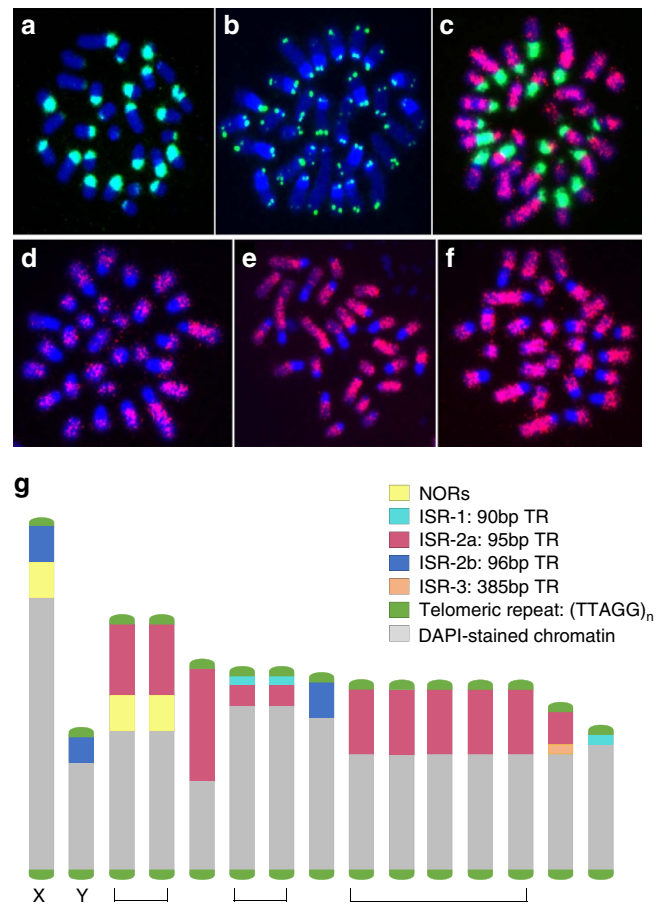 a
b
c
d
e
f
g
NORs
ISR-1: 90bp TR
ISR-2a: 95bp TR
ISR-2b: 96bp TR
ISR-3: 385bp TR
Telomeric repeat: (TTAGG)n
DAPI-stained chromatin
X
Y